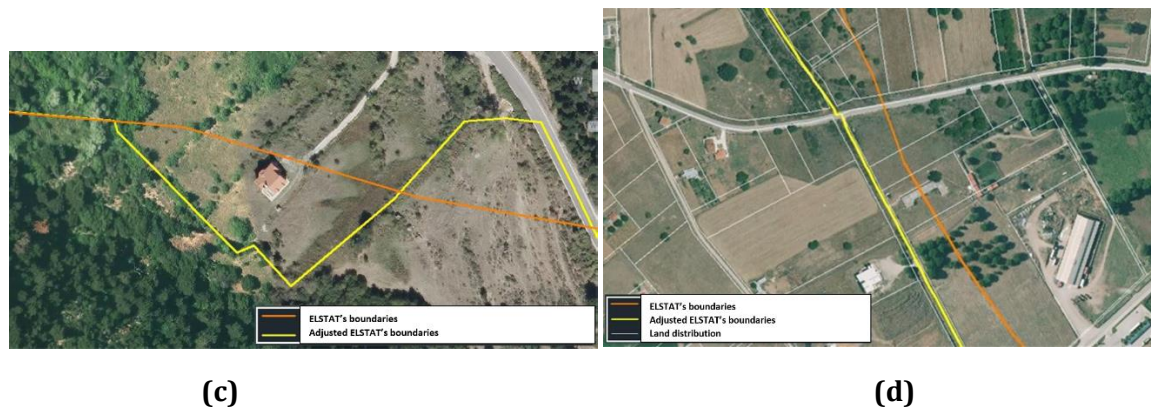 ELSTAT's boundaries
Adjusted ELSTAT's boundaries
ELSTAT's boundaries
Adjusted ELSTAT's boundaries
Land distribution
(c)
(d)